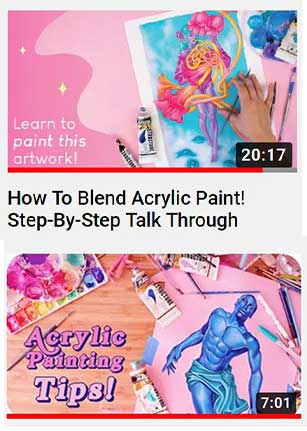 Learn to
paint this
artwork!
20:17
How To Blend Acrylic Paint!
Step-By-Step Talk Through
Acrylic
Painting
Tips!
7:01